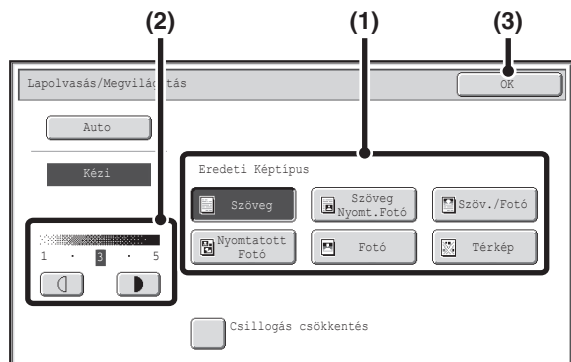 (2)
(1)
(3)
Lapolvasás/Megvilágítás
OK
Auto
Kézi
Eredeti Képtípus
Szöveg
Szöveg
Nyomt.Fotó
Szöv./Fotó
Nyomtatott
Fotó
Fotó
Térkép
1 · 3 · 5
Csillogás csökkentés